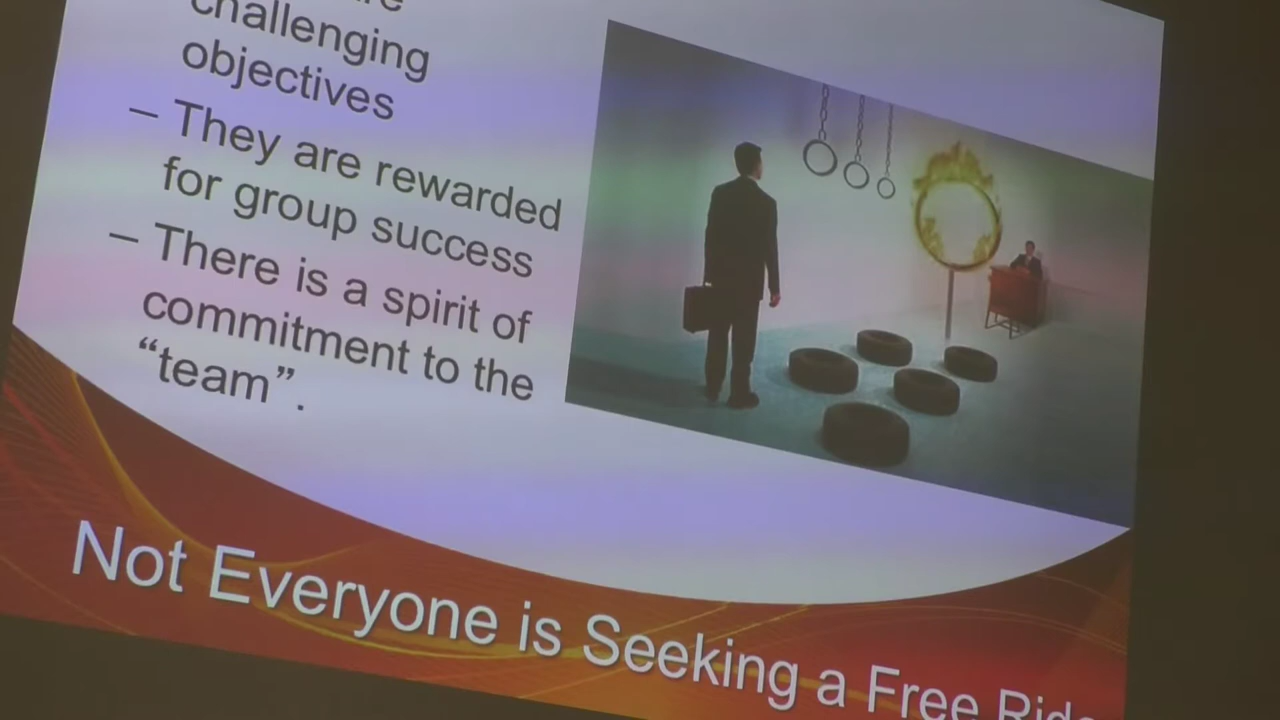 challenging
objectives
– They are rewarded
for group success
– There is a spirit of
commitment to the
“team”.
Not Everyone is Seeking a Free